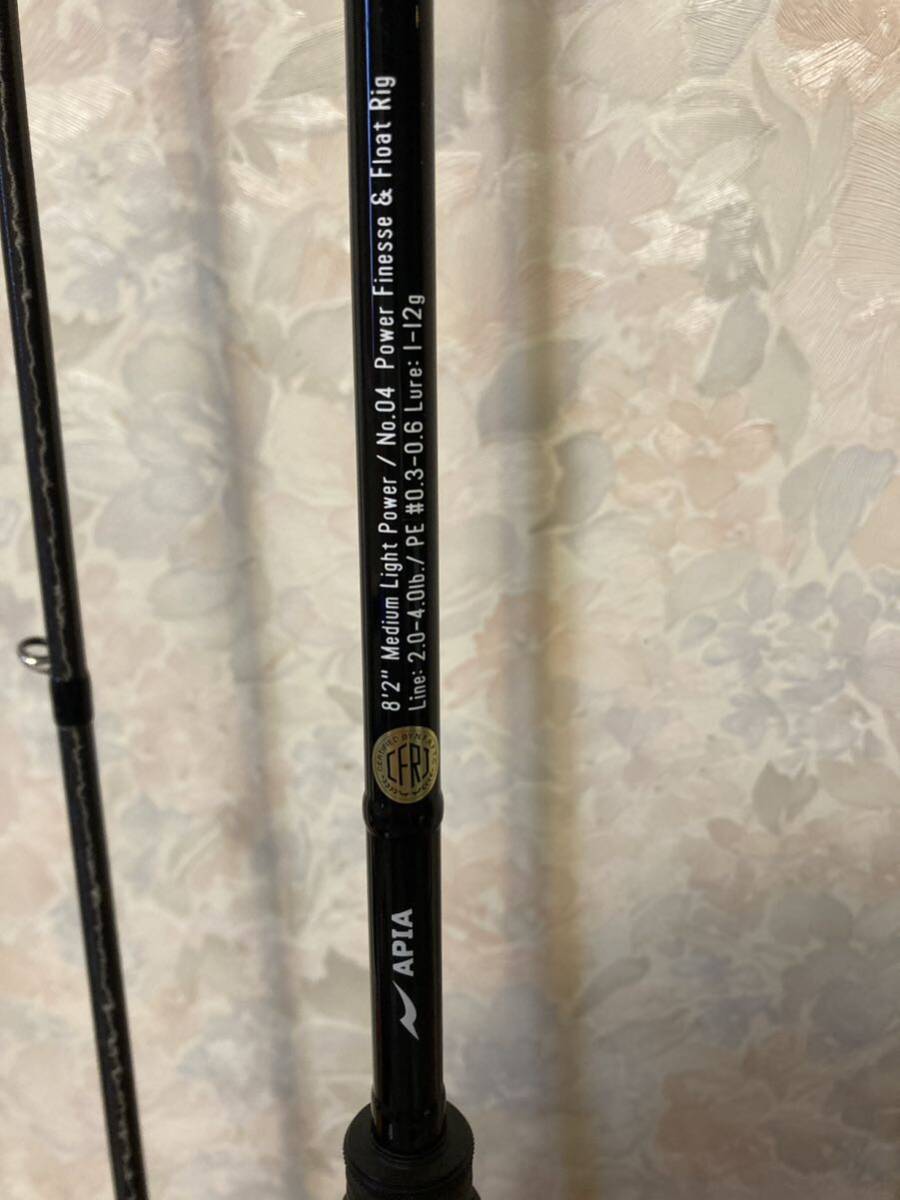 8'2" Medium Light Power / No.04 Power Finesse & Float Rig
Line: 2.0-4.0lb./ PE #0.3-0.6 Lure: 1-12g
CFRJ
APIA